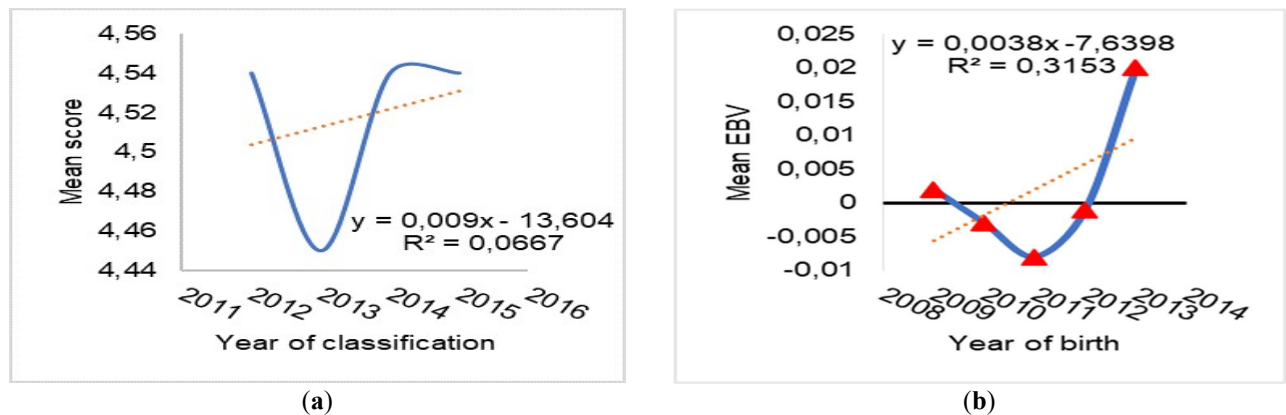 4,56
4,54
4,52
4,5
4,48
4,46
4,44
Mean score
y = 0,009x - 13,604
R² = 0,0667
2011 2012 2013 2014 2015 2016
Year of classification
(a)
0,025
0,02
0,015
0,01
0,005
0
-0,005
-0,01
Mean EBV
y = 0,0038x -7,6398
R² = 0,3153
2008 2009 2010 2011 2012 2013 2014
Year of birth
(b)